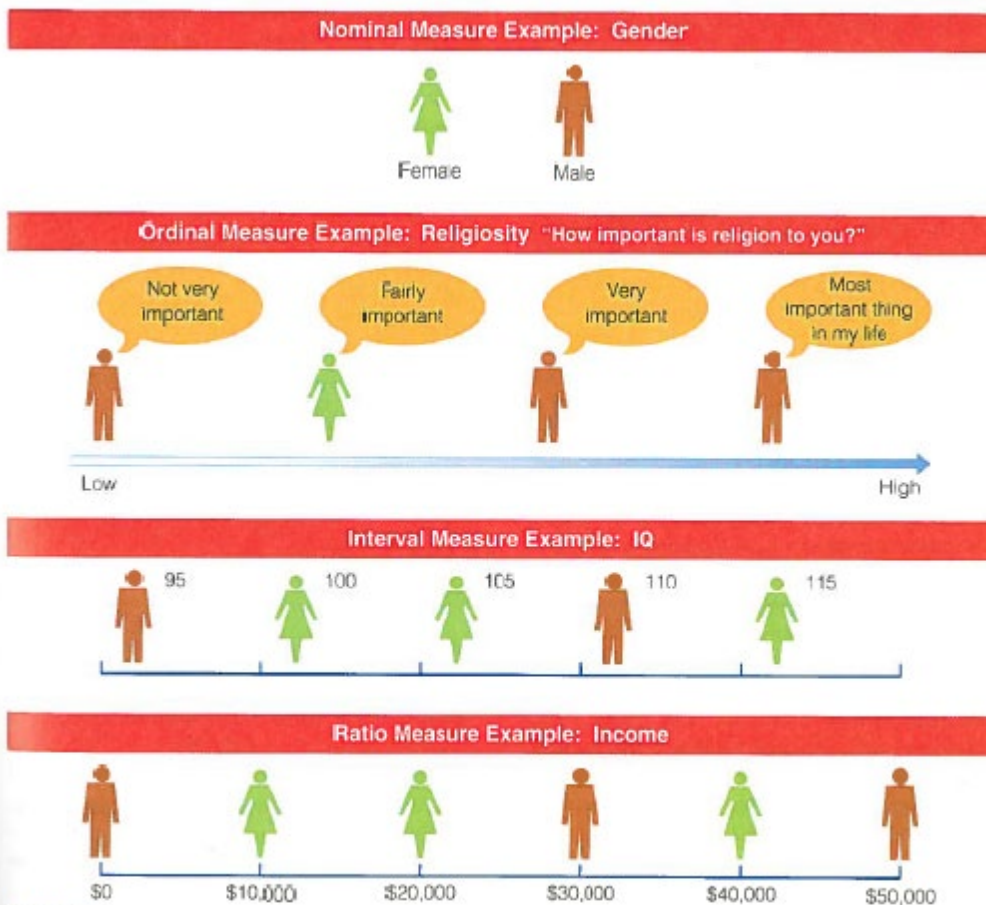 Nominal Measure Example: Gender
Female
Male
Ordinal Measure Example: Religiosity "How important is religion to you?"
Not very
important
Fairly
important
Very
important
Most
important thing
in my life
Low
High
Interval Measure Example: IQ
95
100
105
110
115
Ratio Measure Example: Income
$0
$10,000
$20,000
$30,000
$40,000
$50,000